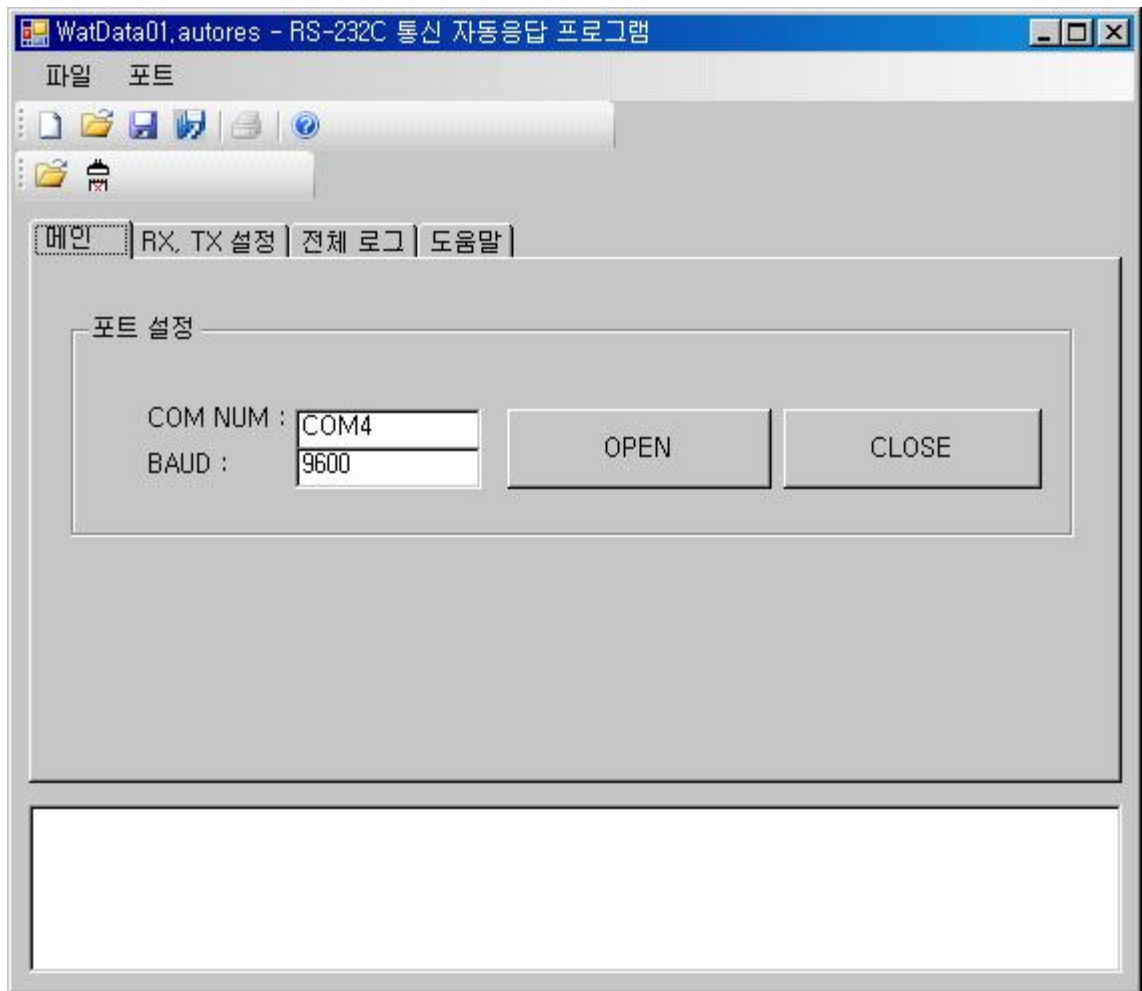 WatData01.autores - RS-232C 통신 자동응답 프로그램
파일 포트
메인 RX, TX 설정 전체 로그 도움말
포트 설정
COM NUM : COM4
BAUD : 9600
OPEN CLOSE